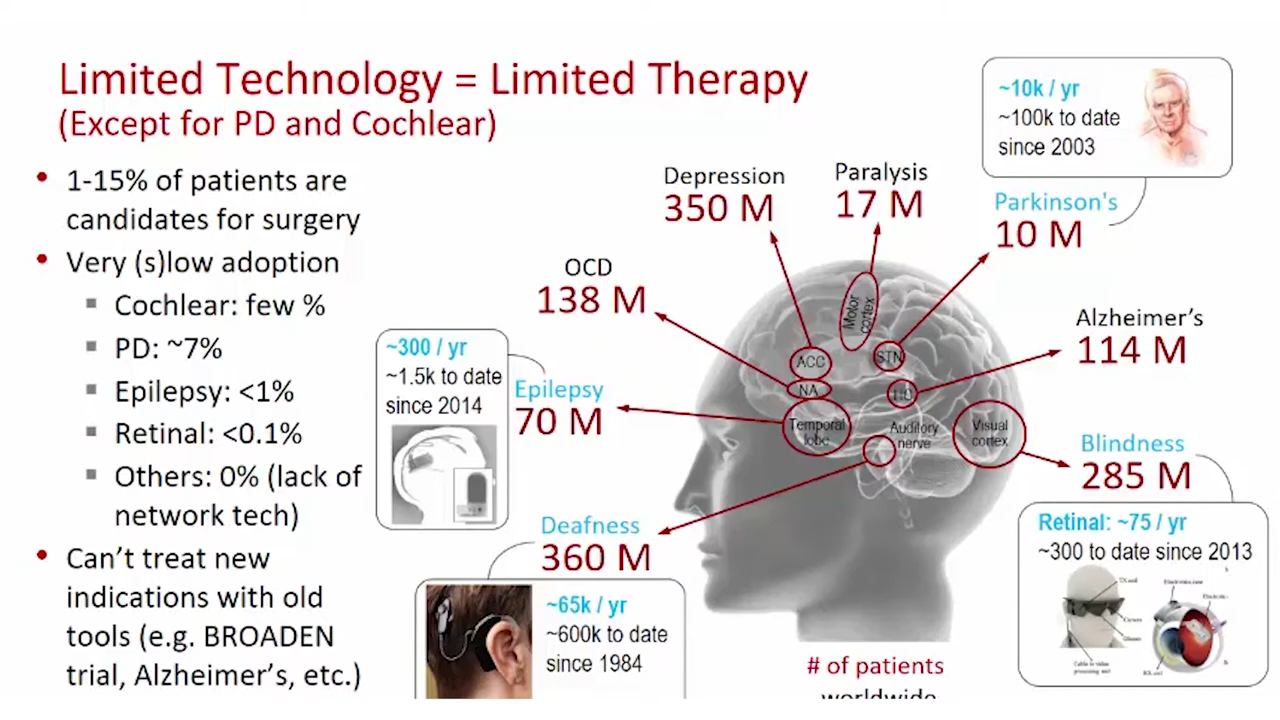 Limited Technology = Limited Therapy
(Except for PD and Cochlear)
• 1-15% of patients are
candidates for surgery
• Very (s)low adoption
▪ Cochlear: few %
▪ PD: ~7%
▪ Epilepsy: <1%
▪ Retinal: <0.1%
▪ Others: 0% (lack of
network tech)
• Can't treat new
indications with old
tools (e.g. BROADEN
trial, Alzheimer's, etc.)
~10k / yr
~100k to date
since 2003
Depression
350 M
Paralysis
17 M
Parkinson's
10 M
OCD
138 M
Alzheimer's
114 M
~300 / yr
~1.5k to date
since 2014
Epilepsy
70 M
Motor
cortex
ACC
STN
NA
HC
Temporal
lobe
Auditory
nerve
Visual
cortex
Blindness
285 M
Deafness
360 M
Retinal: ~75 / yr
~300 to date since 2013
~65k / yr
~600k to date
since 1984
# of patients
worldwide